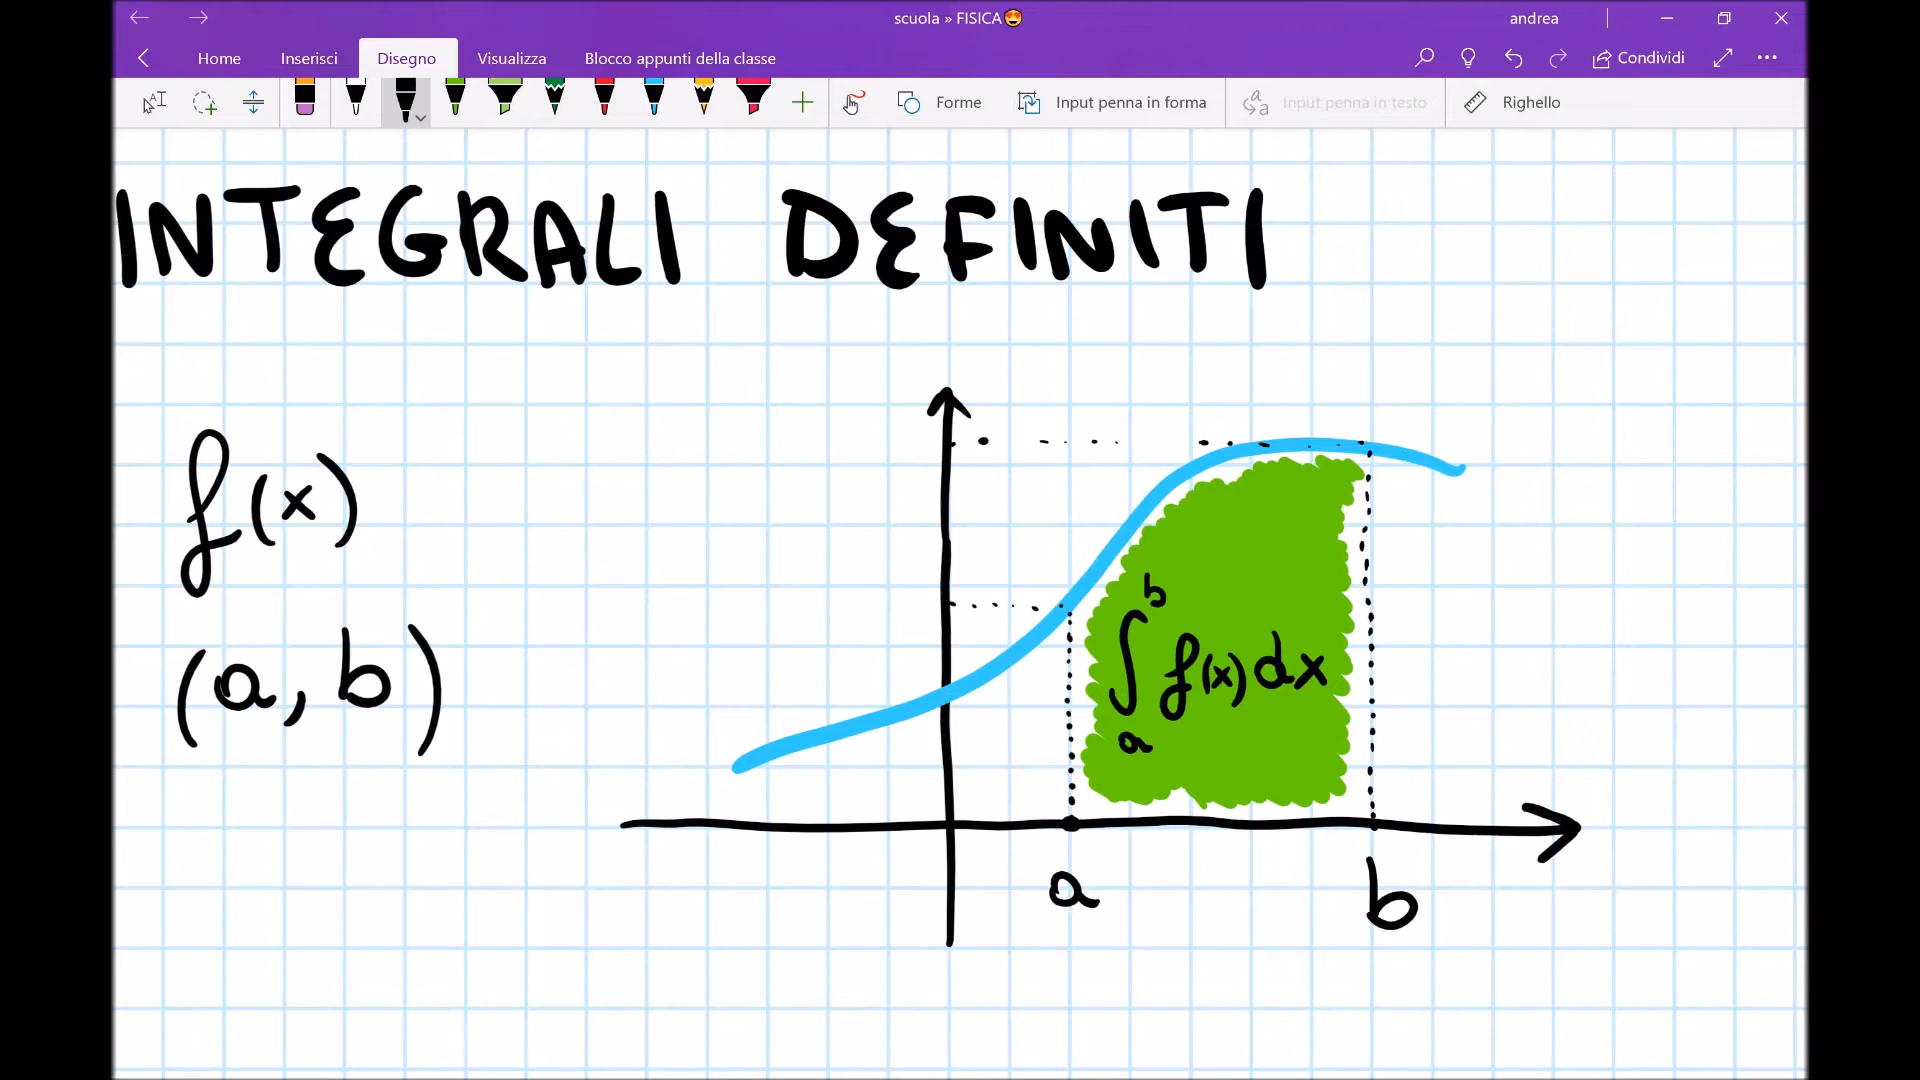 scuola » FISICA😍 andrea
Home Inserisci Disegno Visualizza Blocco appunti della classe Condividi
Forme Input penna in forma Input penna in testo Righello
INTEGRALI DEFINITI
f(x)
(a, b)
b
∫ f(x) dx
a
a b